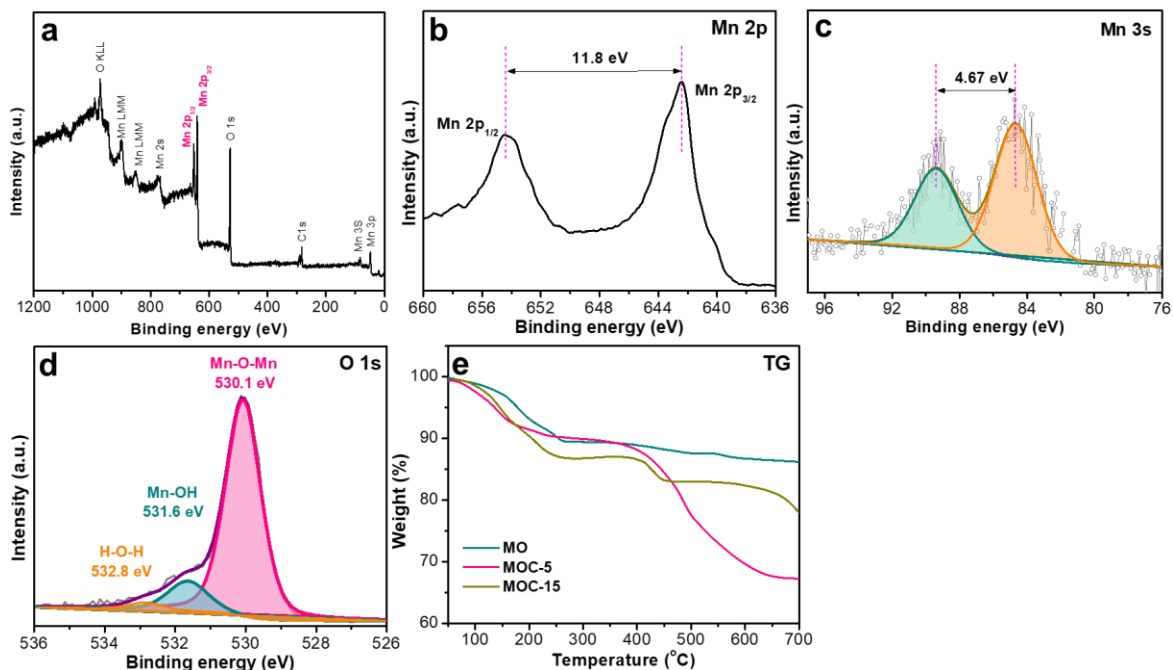 a
O KLL
Mn LMM
Mn LMM
Mn 2s
Mn 2p1/2
Mn 2p3/2
O 1s
C1s
Mn 3S
Mn 3p
Intensity (a.u.)
1200 1000 800 600 400 200 0
Binding energy (eV)
b
Mn 2p
11.8 eV
Mn 2p1/2
Mn 2p3/2
Intensity (a.u.)
660 656 652 648 644 640 636
Binding energy (eV)
c
Mn 3s
4.67 eV
Intensity (a.u.)
96 92 88 84 80 76
Binding energy (eV)
d
O 1s
Mn-O-Mn
530.1 eV
Mn-OH
531.6 eV
H-O-H
532.8 eV
Intensity (a.u.)
536 534 532 530 528 526
Binding energy (eV)
e
TG
100
90
80
70
60
Weight (%)
MO
MOC-5
MOC-15
100 200 300 400 500 600 700
Temperature (°C)